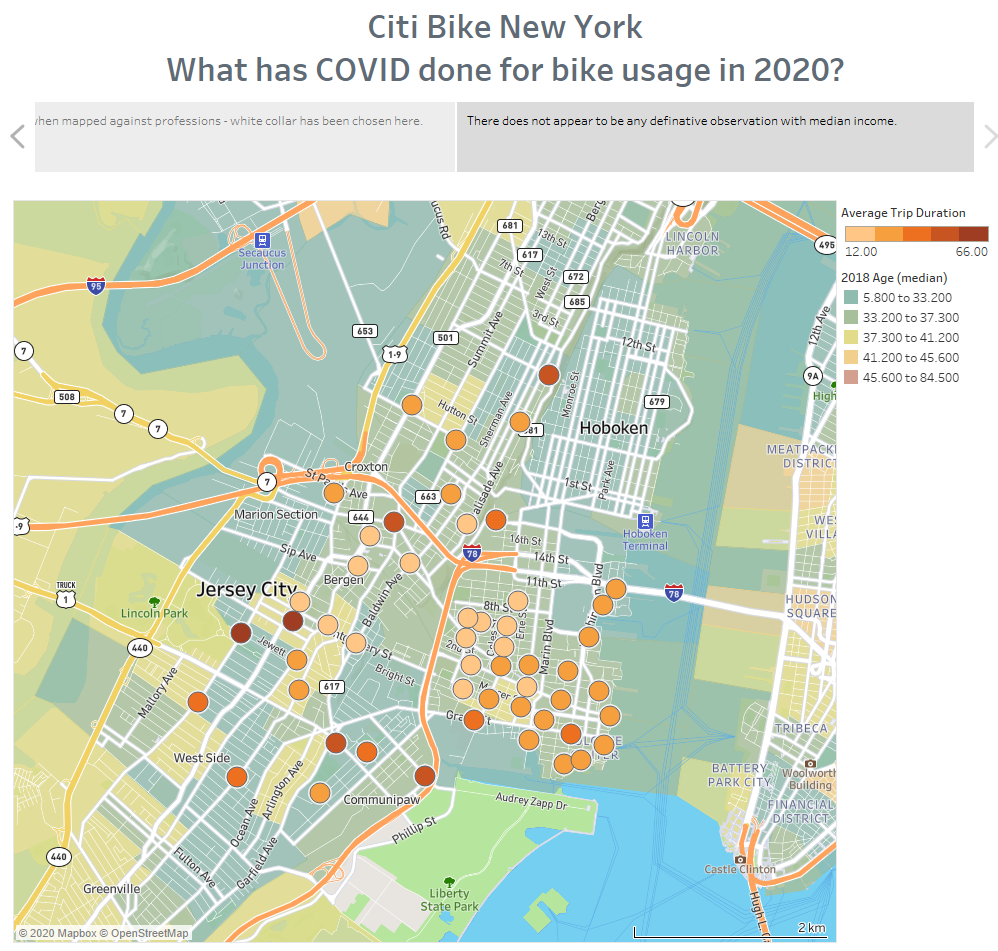 Citi Bike New York
What has COVID done for bike usage in 2020?
when mapped against professions - white collar has been chosen here.
There does not appear to be any definative observation with median income.
Average Trip Duration
12.00 66.00
2018 Age (median)
5.800 to 33.200
33.200 to 37.300
37.300 to 41.200
41.200 to 45.600
45.600 to 84.500
681
LINCOLN
HARBOR
13th St
495
Secaucus
Junction
617
7th St
672
West St
95
685
3rd St
12th Ave
653
501
Summit Ave
12th St
7
1-9
9A
508
679
Monroe St
7
Hutton St
Sherman Ave
7
Hoboken
MEATPACKI
DISTRICT
Croxton
7
1st St
Park Ave
663
Marion Section
644
Hoboken
Terminal
16th St
Sip Ave
78
14th St
Bergen
11th St
TRUCK
1
Jersey City
Baldwin Ave
78
HUDSON
SQUARE
Lincoln Park
8th St
Erie S
440
Jewett
Marin Blvd
Bright St
617
Mallory Ave
TRIBECA
West Side
BATTERY
PARK CITY
Woolworth
Building
Arlington Ave
Communipaw
Audrey Zapp Dr
FINANCIAL
DISTRICT
Ocean Ave
Phillip St
Garfield Ave
440
Fulton Ave
Castle Clinton
Greenville
Liberty
State Park
Hugh L. C
2 km
© 2020 Mapbox © OpenStreetMap